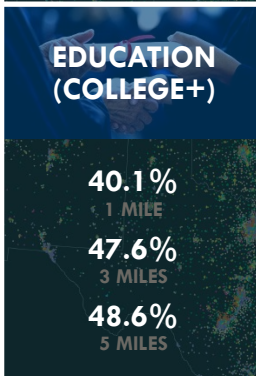 EDUCATION
(COLLEGE+)
40.1%
1 MILE
47.6%
3 MILES
48.6%
5 MILES